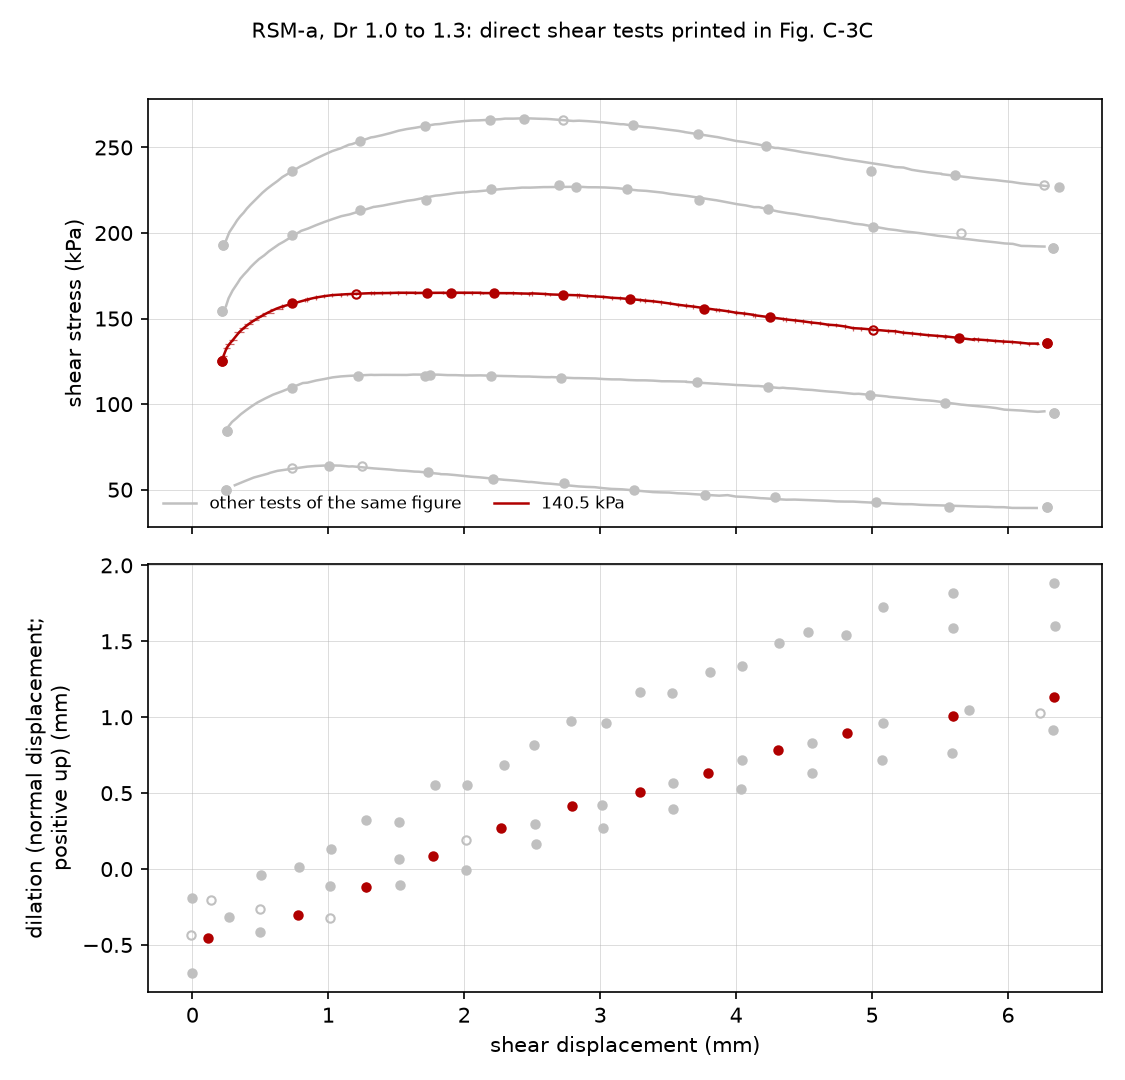 RSM-a, Dr 1.0 to 1.3: direct shear tests printed in Fig. C-3C
shear stress (kPa)
250
200
150
100
50
other tests of the same figure
140.5 kPa
dilation (normal displacement;
positive up) (mm)
2.0
1.5
1.0
0.5
0.0
−0.5
0
1
2
3
4
5
6
shear displacement (mm)